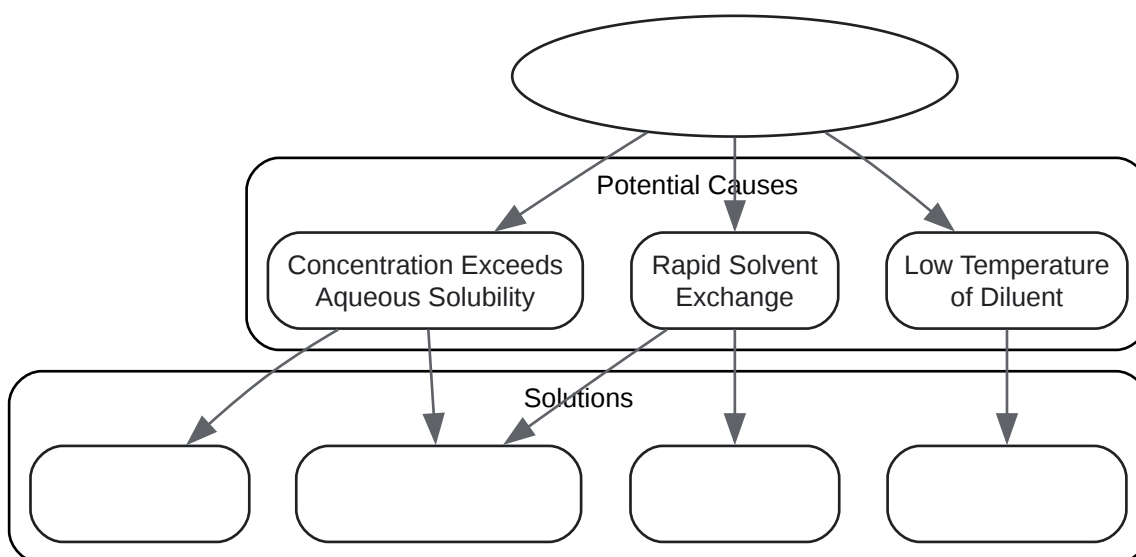 Potential Causes
Concentration Exceeds
Aqueous Solubility
Rapid Solvent
Exchange
Low Temperature
of Diluent
Solutions